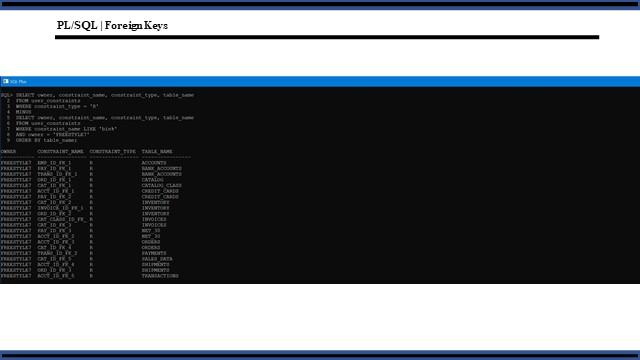 PL/SQL | Foreign Keys
SQL Plus
SQL> SELECT owner, constraint_name, constraint_type, table_name
2 FROM user_constraints
3 WHERE constraint_type = 'R'
4 MINUS
5 SELECT owner, constraint_name, constraint_type, table_name
6 FROM user_constraints
7 WHERE constraint_name LIKE 'bin%'
8 AND owner = 'FREESTYLE7'
9 ORDER BY table_name;
OWNER CONSTRAINT_NAME CONSTRAINT_TYPE TABLE_NAME
FREESTYLE7 EMP_ID_FK_1 R ACCOUNTS
FREESTYLE7 PAY_ID_FK_1 R BANK_ACCOUNTS
FREESTYLE7 TRANS_ID_FK_1 R BANK_ACCOUNTS
FREESTYLE7 ORD_ID_FK_1 R CATALOG
FREESTYLE7 CAT_ID_FK_1 R CATALOG_CLASS
FREESTYLE7 ACCT_ID_FK_1 R CREDIT_CARDS
FREESTYLE7 PAY_ID_FK_2 R CREDIT_CARDS
FREESTYLE7 CAT_ID_FK_2 R INVENTORY
FREESTYLE7 INVOICE_ID_FK_1 R INVENTORY
FREESTYLE7 ORD_ID_FK_2 R INVENTORY
FREESTYLE7 CAT_CLASS_ID_FK_ R INVOICES
FREESTYLE7 CAT_ID_FK_3 R INVOICES
FREESTYLE7 PAY_ID_FK_3 R NET_30
FREESTYLE7 ACCT_ID_FK_2 R NET_30
FREESTYLE7 ACCT_ID_FK_3 R ORDERS
FREESTYLE7 CAT_ID_FK_4 R ORDERS
FREESTYLE7 TRANS_ID_FK_2 R PAYMENTS
FREESTYLE7 CAT_ID_FK_5 R SALES_DATA
FREESTYLE7 ACCT_ID_FK_4 R SHIPMENTS
FREESTYLE7 ORD_ID_FK_3 R SHIPMENTS
FREESTYLE7 ACCT_ID_FK_5 R TRANSACTIONS